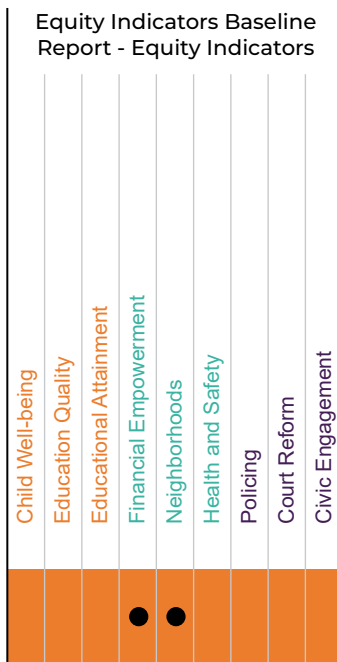 Equity Indicators Baseline
Report - Equity Indicators
Child Well-being
Education Quality
Educational Attainment
Financial Empowerment
Neighborhoods
Health and Safety
Policing
Court Reform
Civic Engagement